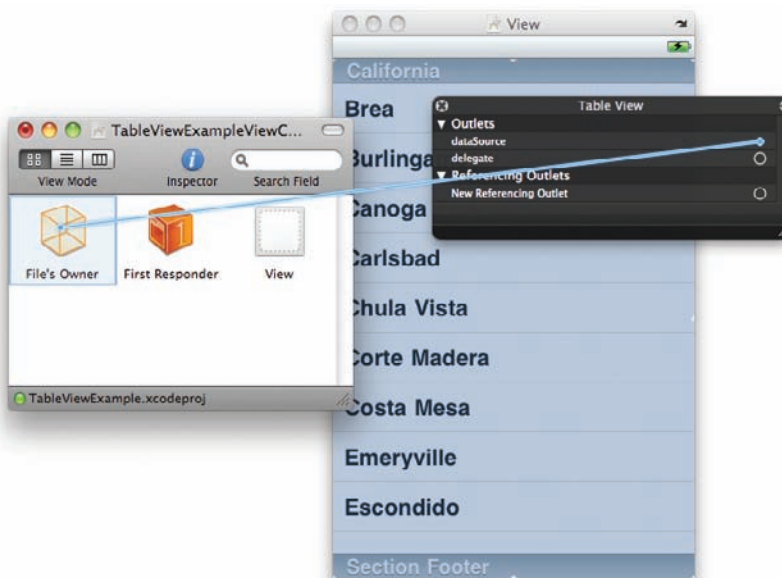 View
California
Brea
Burlinga
Canoga
Carlsbad
Chula Vista
Corte Madera
Costa Mesa
Emeryville
Escondido
Section Footer
Table View
Outlets
dataSource
delegate
Referencing Outlets
New Referencing Outlet
TableViewExampleViewC...
View Mode
Inspector
Search Field
File's Owner
First Responder
View
TableViewExample.xcodeproj